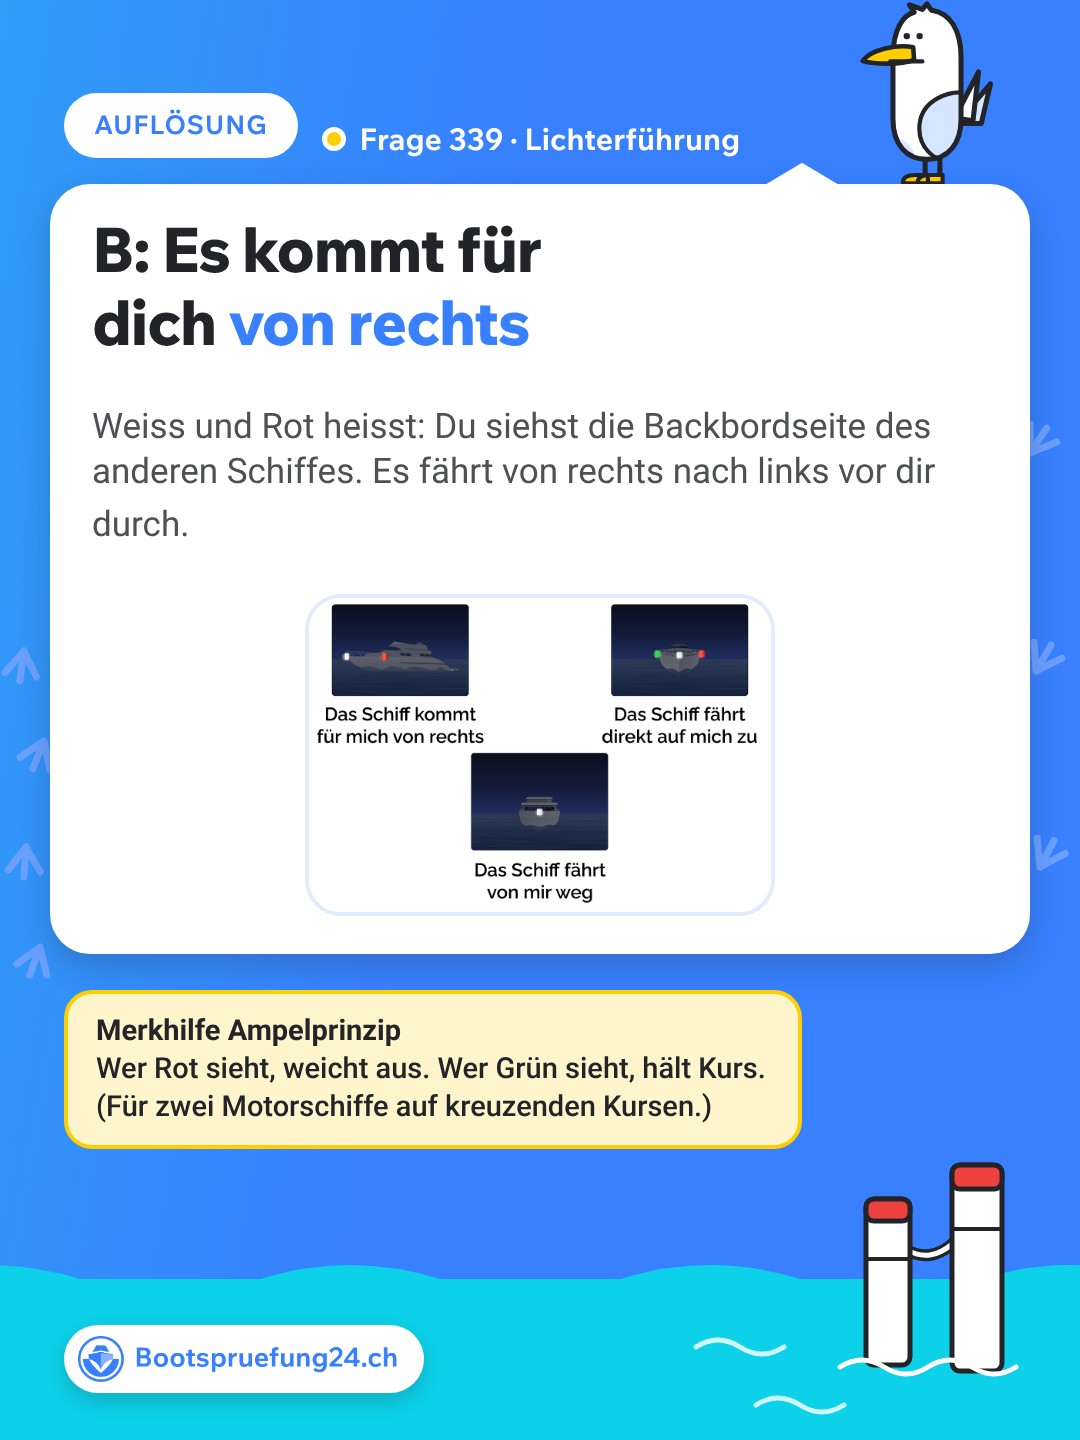 AUFLÖSUNG
Frage 339 · Lichterführung
B: Es kommt für
dich von rechts
Weiss und Rot heisst: Du siehst die Backbordseite des
anderen Schiffes. Es fährt von rechts nach links vor dir
durch.
Das Schiff kommt
für mich von rechts
Das Schiff fährt
direkt auf mich zu
Das Schiff fährt
von mir weg
Merkhilfe Ampelprinzip
Wer Rot sieht, weicht aus. Wer Grün sieht, hält Kurs.
(Für zwei Motorschiffe auf kreuzenden Kursen.)
Bootspruefung24.ch